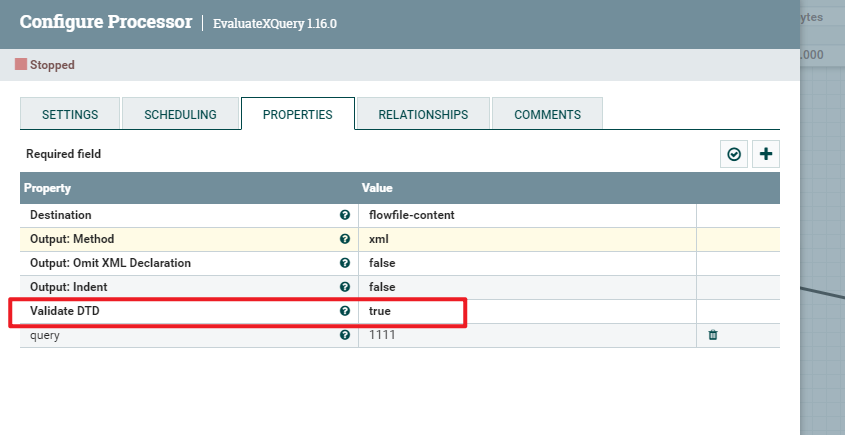 Configure Processor | EvaluateXQuery 1.16.0
ytes
.000
Stopped
SETTINGS SCHEDULING PROPERTIES RELATIONSHIPS COMMENTS
Required field
Property Value
Destination flowfile-content
Output: Method xml
Output: Omit XML Declaration false
Output: Indent false
Validate DTD true
query 1111